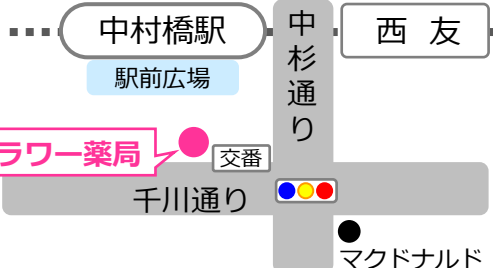 中村橋駅
中杉通り
西友
駅前広場
ラワー薬局
交番
千川通り
マクドナルド